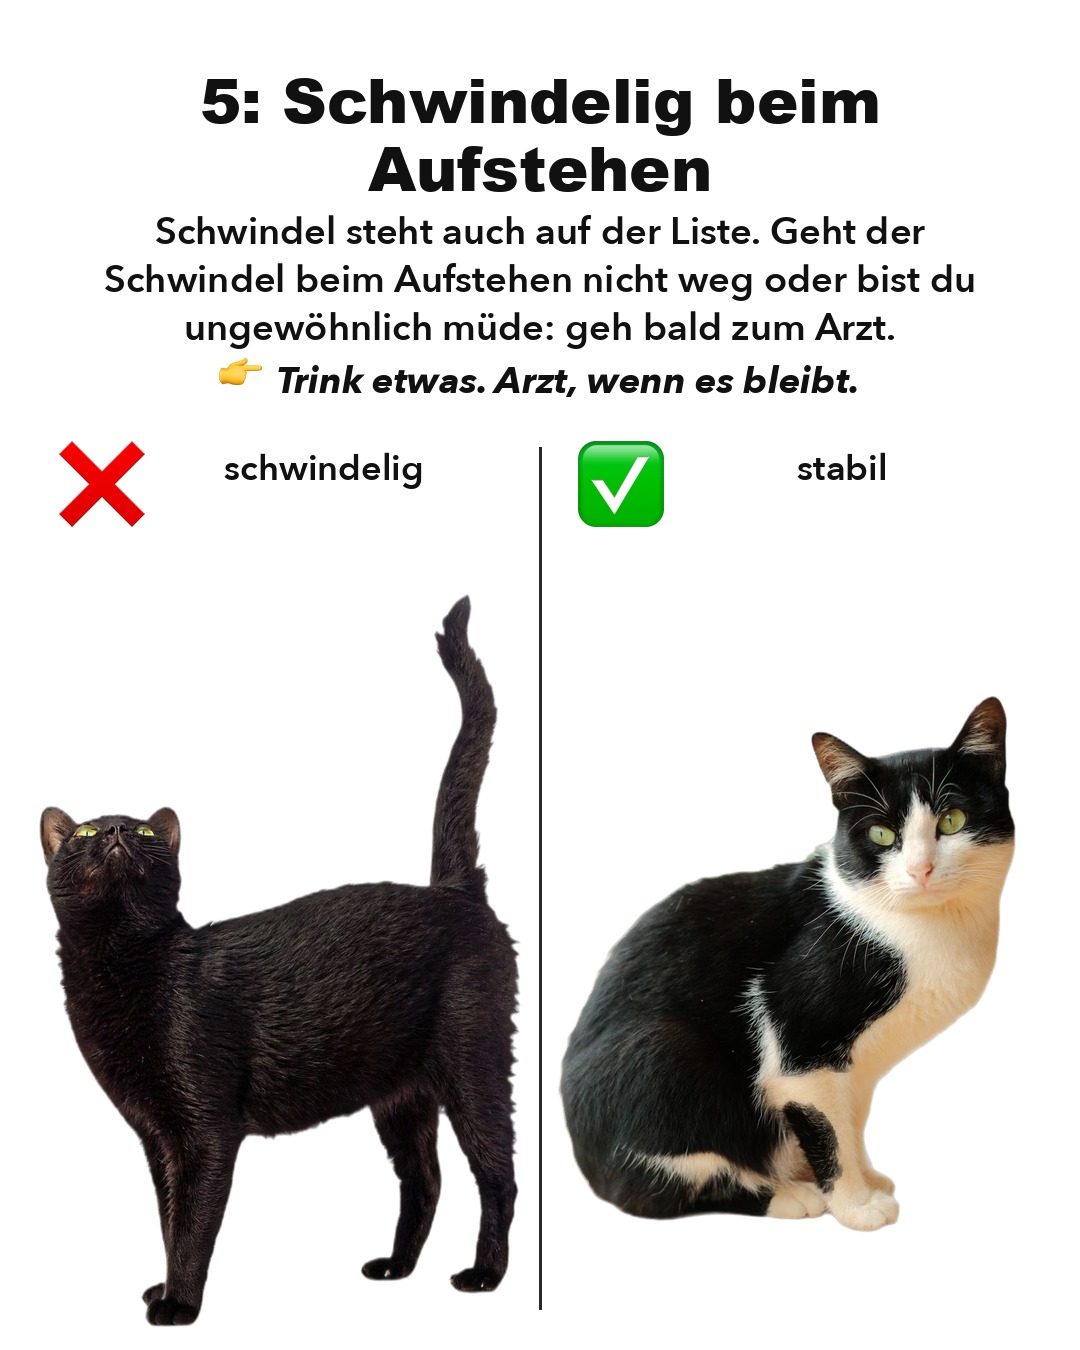 5: Schwindelig beim
Aufstehen
Schwindel steht auch auf der Liste. Geht der
Schwindel beim Aufstehen nicht weg oder bist du
ungewöhnlich müde: geh bald zum Arzt.
👉 Trink etwas. Arzt, wenn es bleibt.
❌ schwindelig
✅ stabil